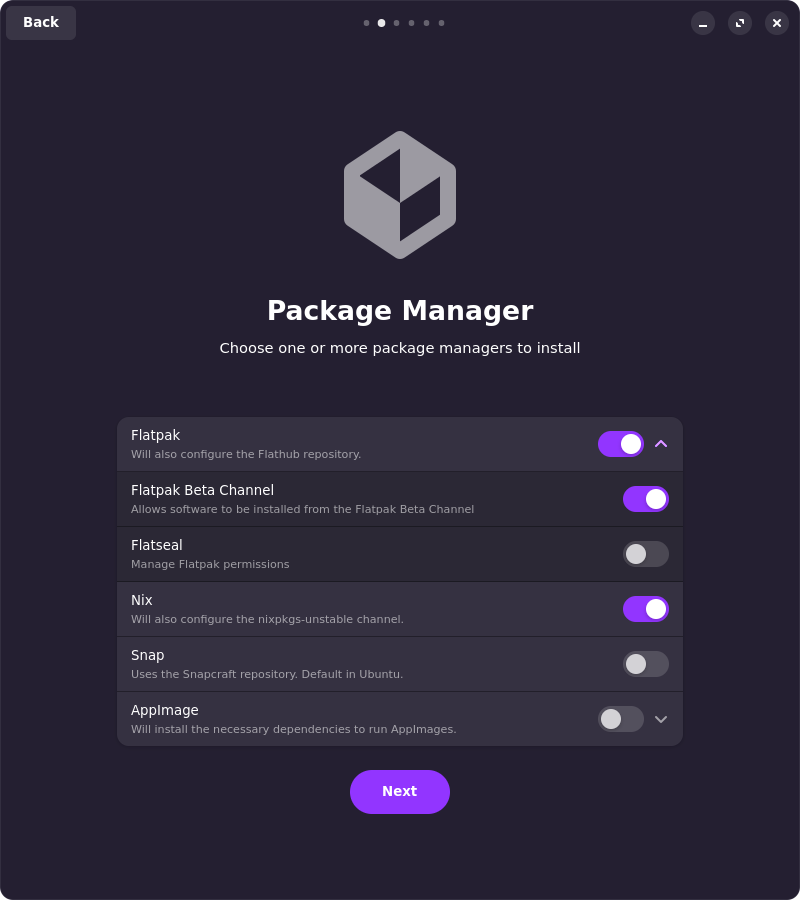 Back
Package Manager
Choose one or more package managers to install
Flatpak
Will also configure the Flathub repository.
Flatpak Beta Channel
Allows software to be installed from the Flatpak Beta Channel
Flatseal
Manage Flatpak permissions
Nix
Will also configure the nixpkgs-unstable channel.
Snap
Uses the Snapcraft repository. Default in Ubuntu.
AppImage
Will install the necessary dependencies to run AppImages.
Next